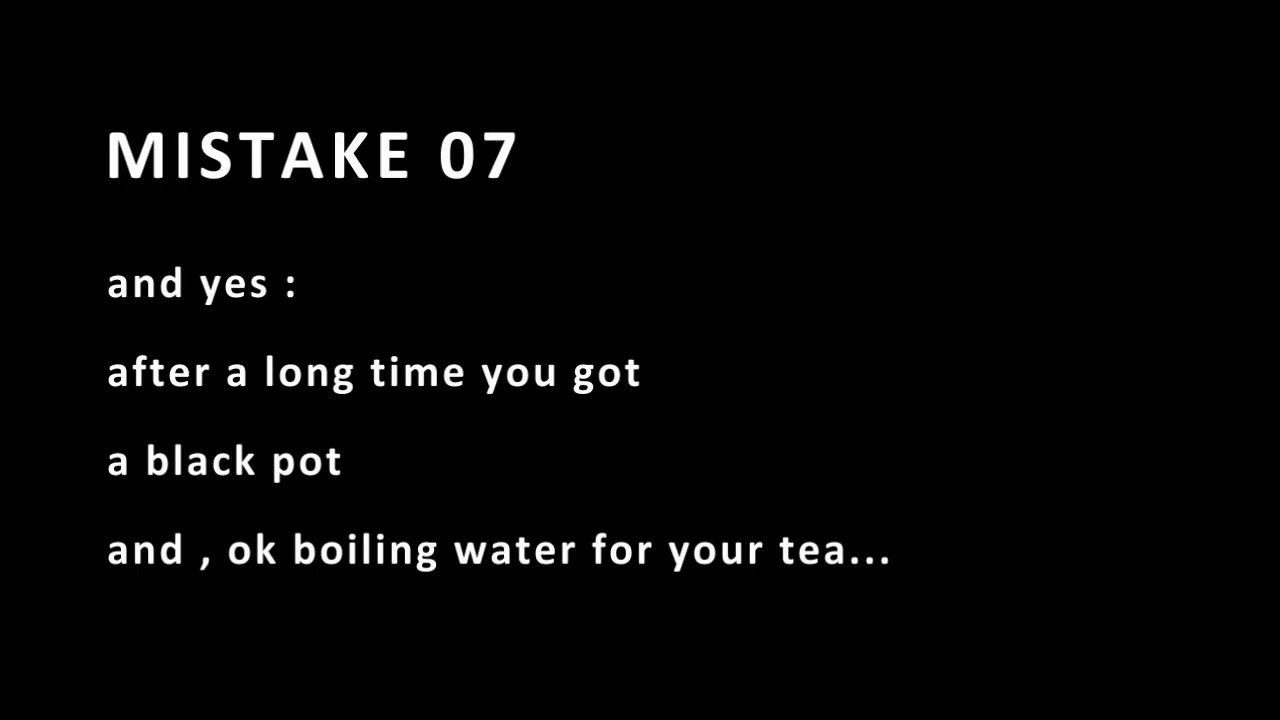 MISTAKE 07
and yes :
after a long time you got
a black pot
and , ok boiling water for your tea...